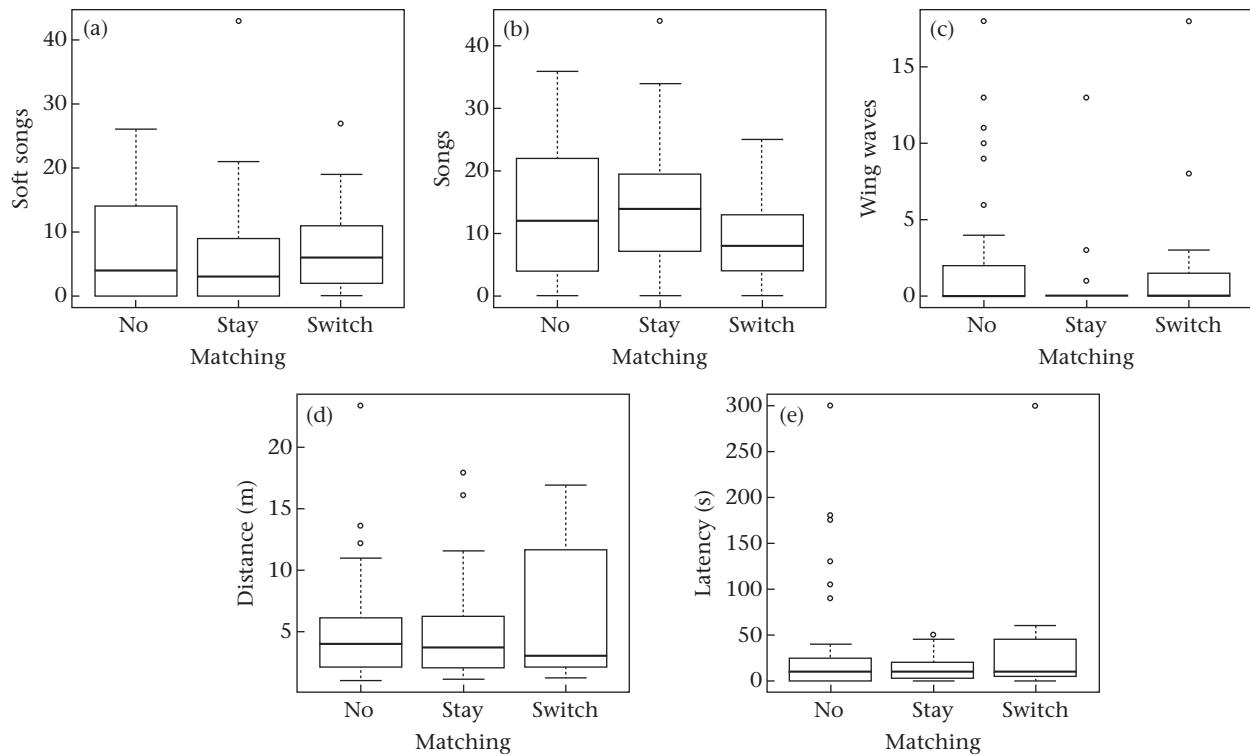 (a)
Soft songs
40
30
20
10
0
No Stay Switch
Matching
(b)
Songs
40
30
20
10
0
No Stay Switch
Matching
(c)
Wing waves
15
10
5
0
No Stay Switch
Matching
(d)
Distance (m)
20
15
10
5
No Stay Switch
Matching
(e)
Latency (s)
300
250
200
150
100
50
0
No Stay Switch
Matching